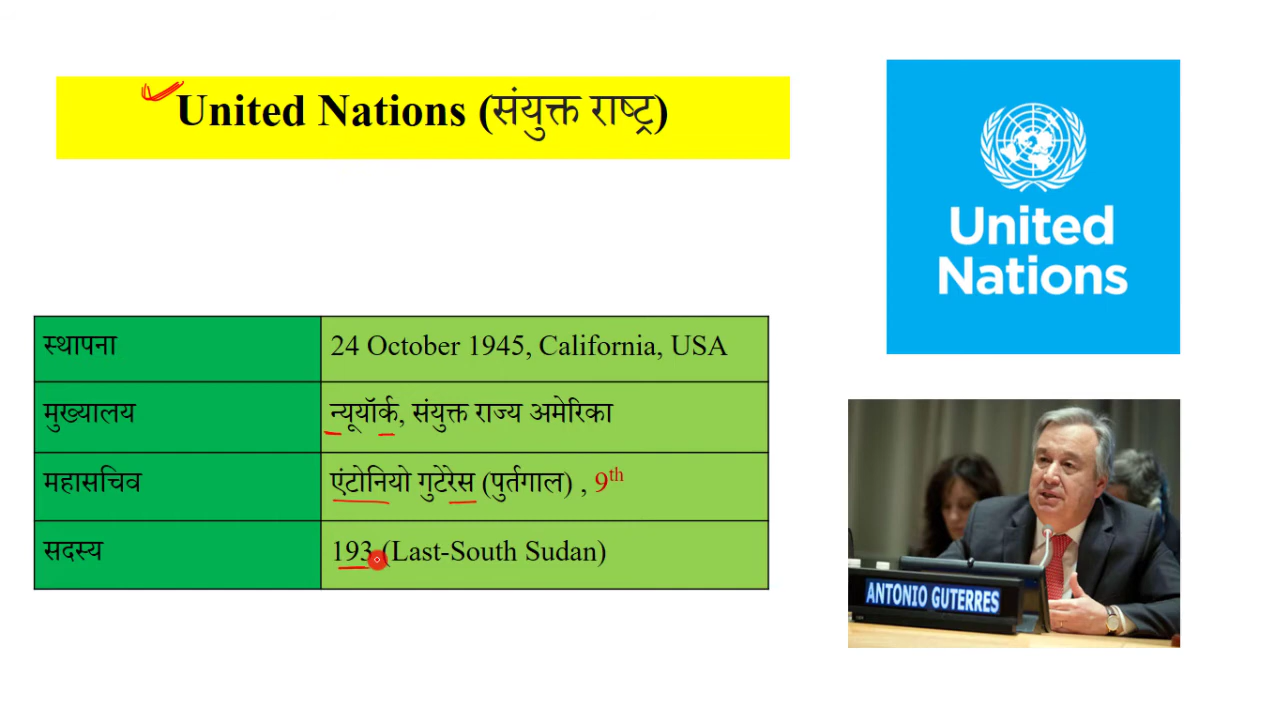 United Nations (संयुक्त राष्ट्र)
United
Nations
स्थापना
24 October 1945, California, USA
मुख्यालय
न्यूयॉर्क, संयुक्त राज्य अमेरिका
महासचिव
एंटोनियो गुटेरेस (पुर्तगाल) , 9th
सदस्य
193 (Last-South Sudan)
ANTONIO GUTERRES